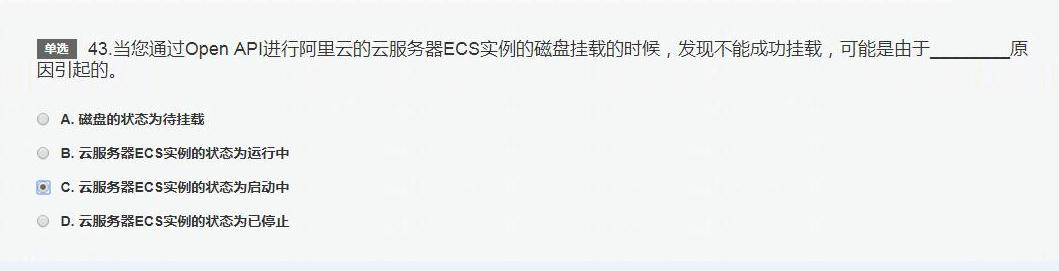 单选 43.当您通过Open API进行阿里云的云服务器ECS实例的磁盘挂载的时候，发现不能成功挂载，可能是由于________原
因引起的。
A. 磁盘的状态为待挂载
B. 云服务器ECS实例的状态为运行中
C. 云服务器ECS实例的状态为启动中
D. 云服务器ECS实例的状态为已停止